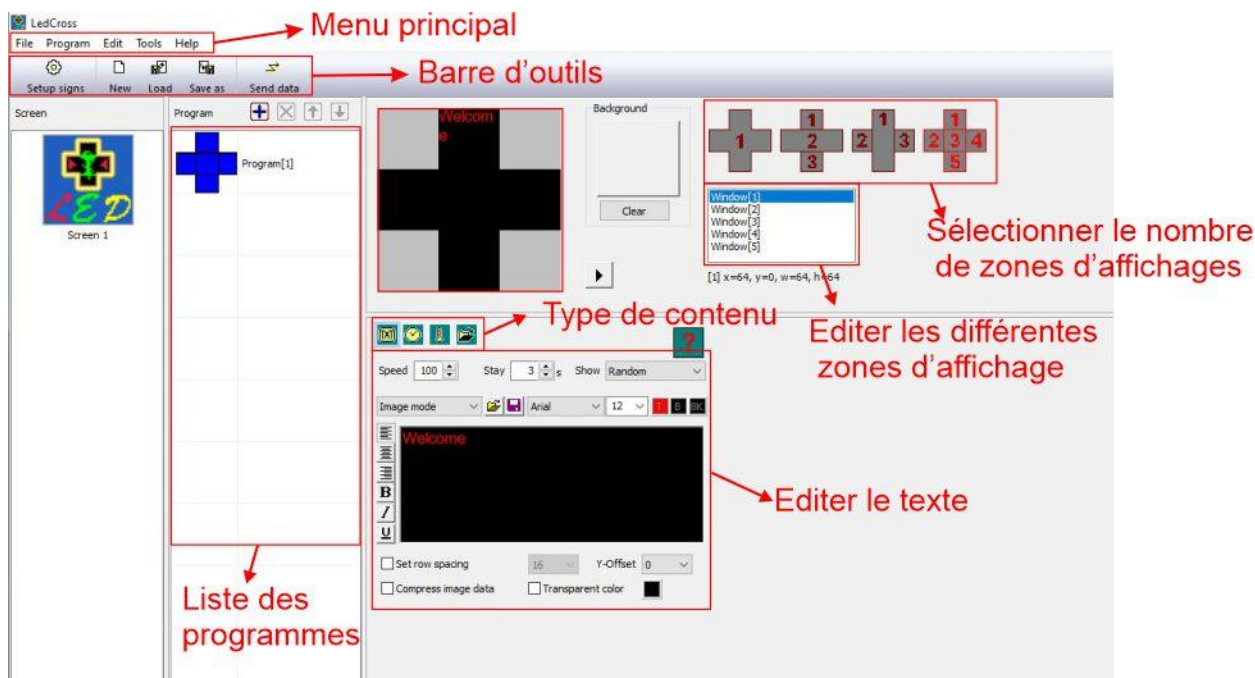 LedCross
Menu principal
File Program Edit Tools Help
Barre d'outils
Setup signs New Load Save as Send data
Screen
LED
Screen 1
Program
Program[1]
Welcom
e
Background
Clear
1
1
2
3
1
2 3
1
2 3 4
5
Window[1]
Window[2]
Window[3]
Window[4]
Window[5]
[1] x=64, y=0, w=64, h=64
Sélectionner le nombre
de zones d'affichages
Type de contenu
Editer les différentes
zones d'affichage
?
Speed 100 Stay 3 s Show Random
Image mode Arial 12 T B BK
Welcome
B
I
U
Editer le texte
Set row spacing 16 Y-Offset 0
Compress image data Transparent color
Liste des
programmes